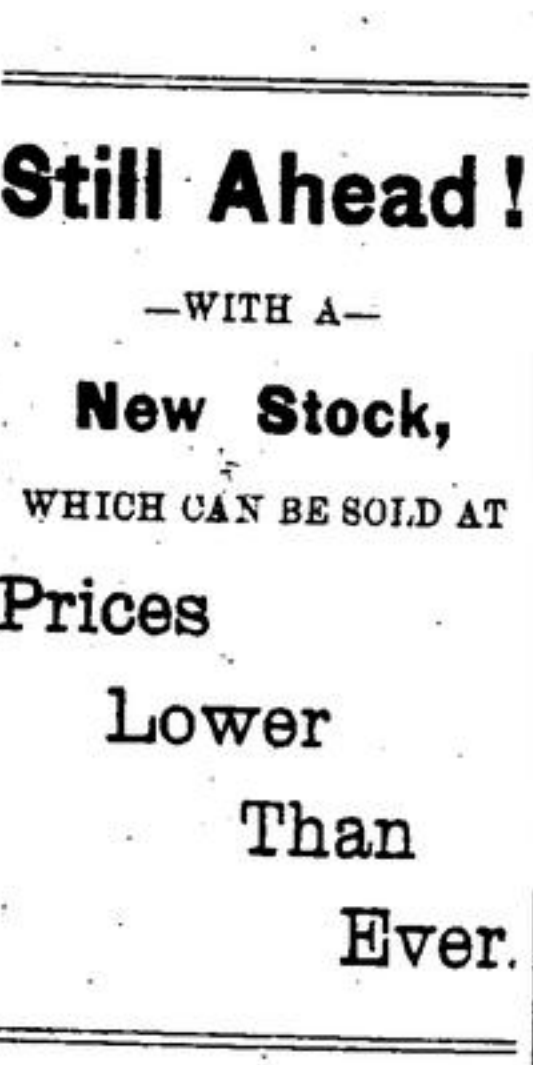 Still Ahead!
—WITH A—
New Stock,
WHICH CAN BE SOLD AT
Prices
Lower
Than
Ever.